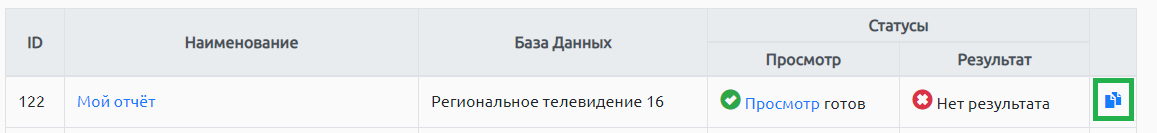 ID Наименование База Данных Статусы
Просмотр Результат
122 Мой отчёт Региональное телевидение 16 Просмотр готов Нет результата